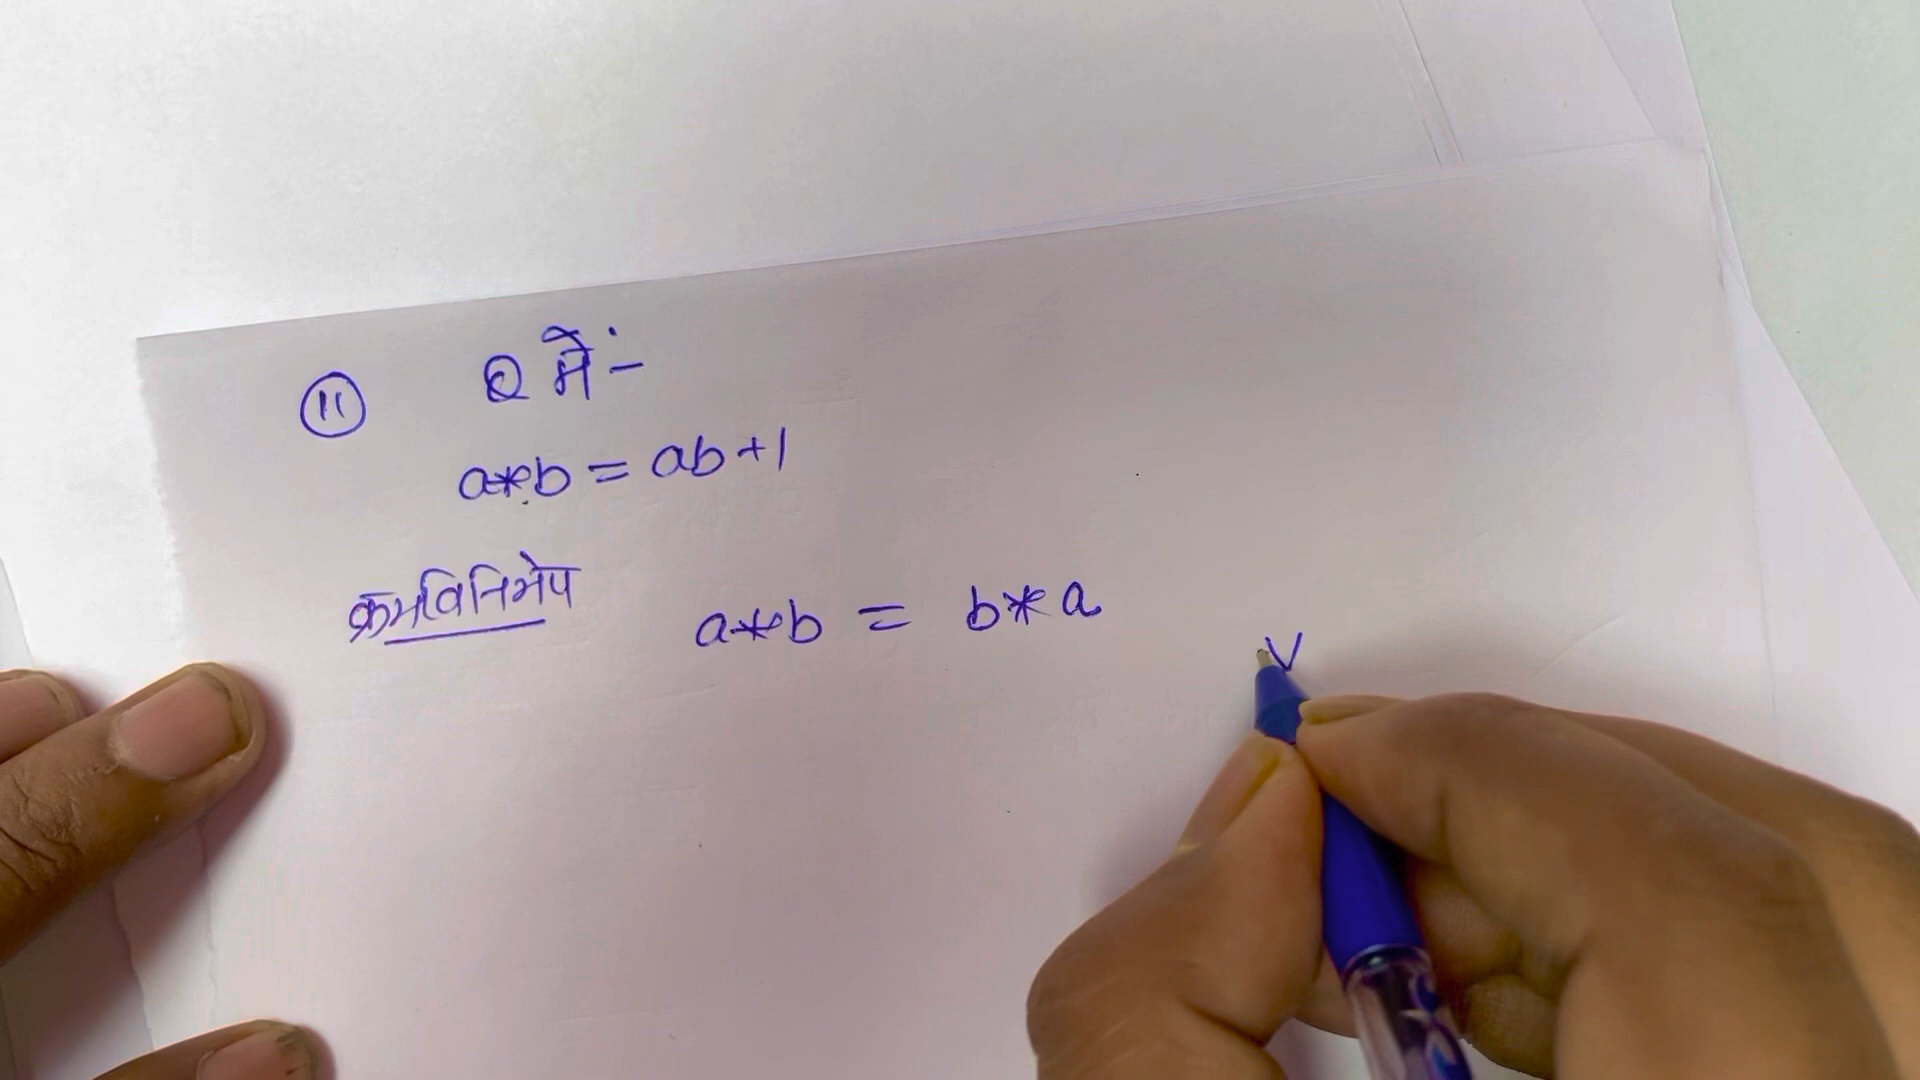 (11) Q में :-
a*b = ab+1
क्रमविनिमेय a*b = b*a
V